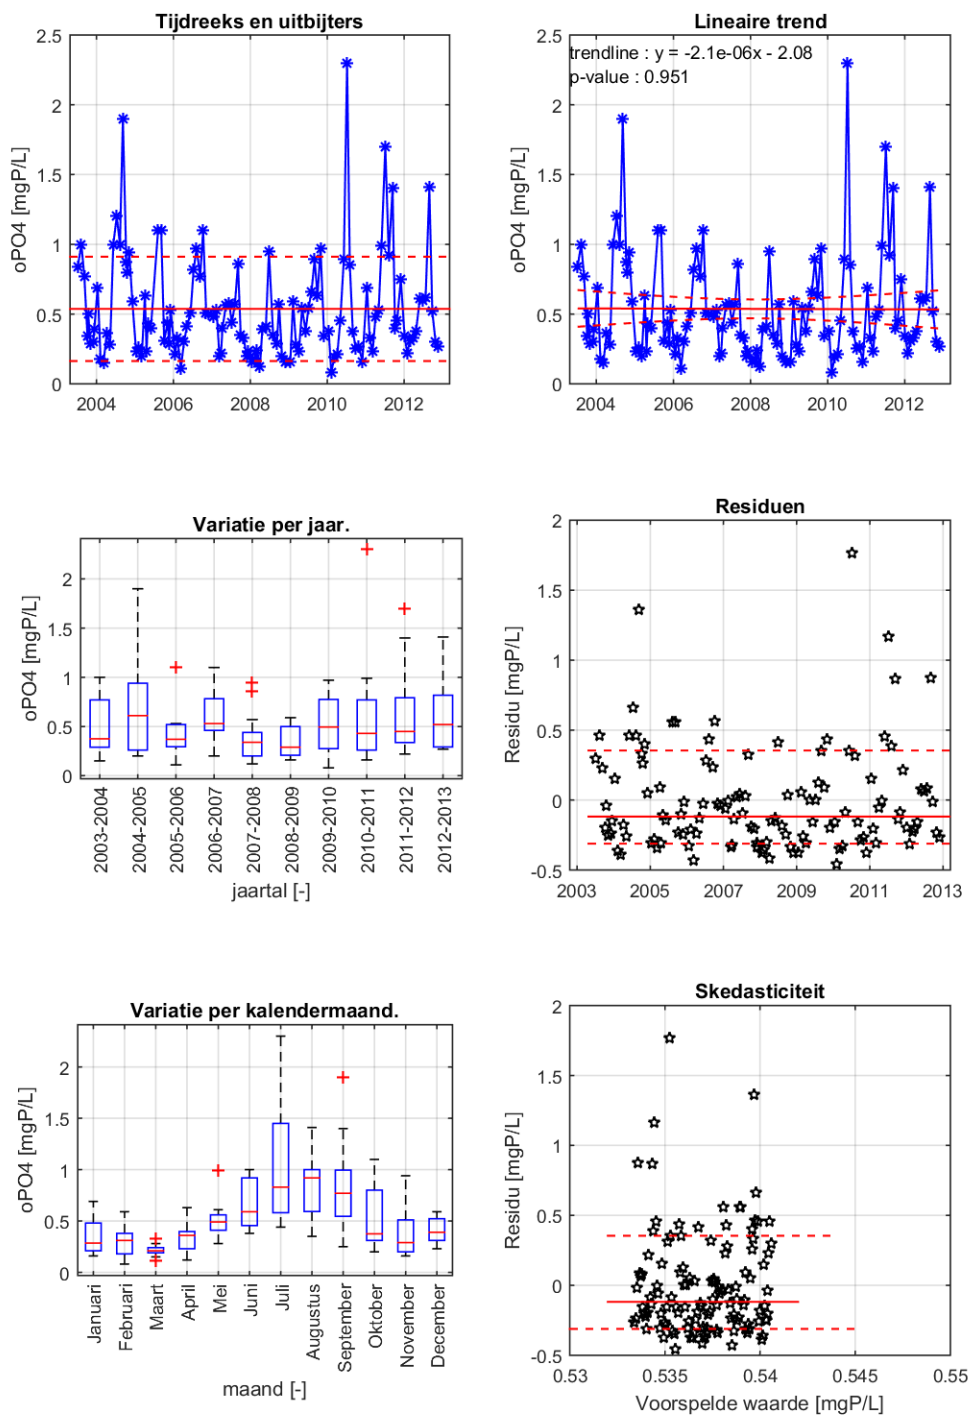 Tijdreeks en uitbijters
oPO4 [mgP/L]
2.5
2
1.5
1
0.5
0
2004 2006 2008 2010 2012
Lineaire trend
trendline : y = -2.1e-06x - 2.08
p-value : 0.951
oPO4 [mgP/L]
2.5
2
1.5
1
0.5
0
2004 2006 2008 2010 2012
Variatie per jaar.
oPO4 [mgP/L]
2
1.5
1
0.5
0
2003-2004
2004-2005
2005-2006
2006-2007
2007-2008
2008-2009
2009-2010
2010-2011
2011-2012
2012-2013
jaartal [-]
Residuen
Residu [mgP/L]
2
1.5
1
0.5
0
-0.5
2003 2005 2007 2009 2011 2013
Variatie per kalendermaand.
oPO4 [mgP/L]
2
1.5
1
0.5
0
Januari
Februari
Maart
April
Mei
Juni
Juli
Augustus
September
Oktober
November
December
maand [-]
Skedasticiteit
Residu [mgP/L]
2
1.5
1
0.5
0
-0.5
0.53 0.535 0.54 0.545 0.55
Voorspelde waarde [mgP/L]